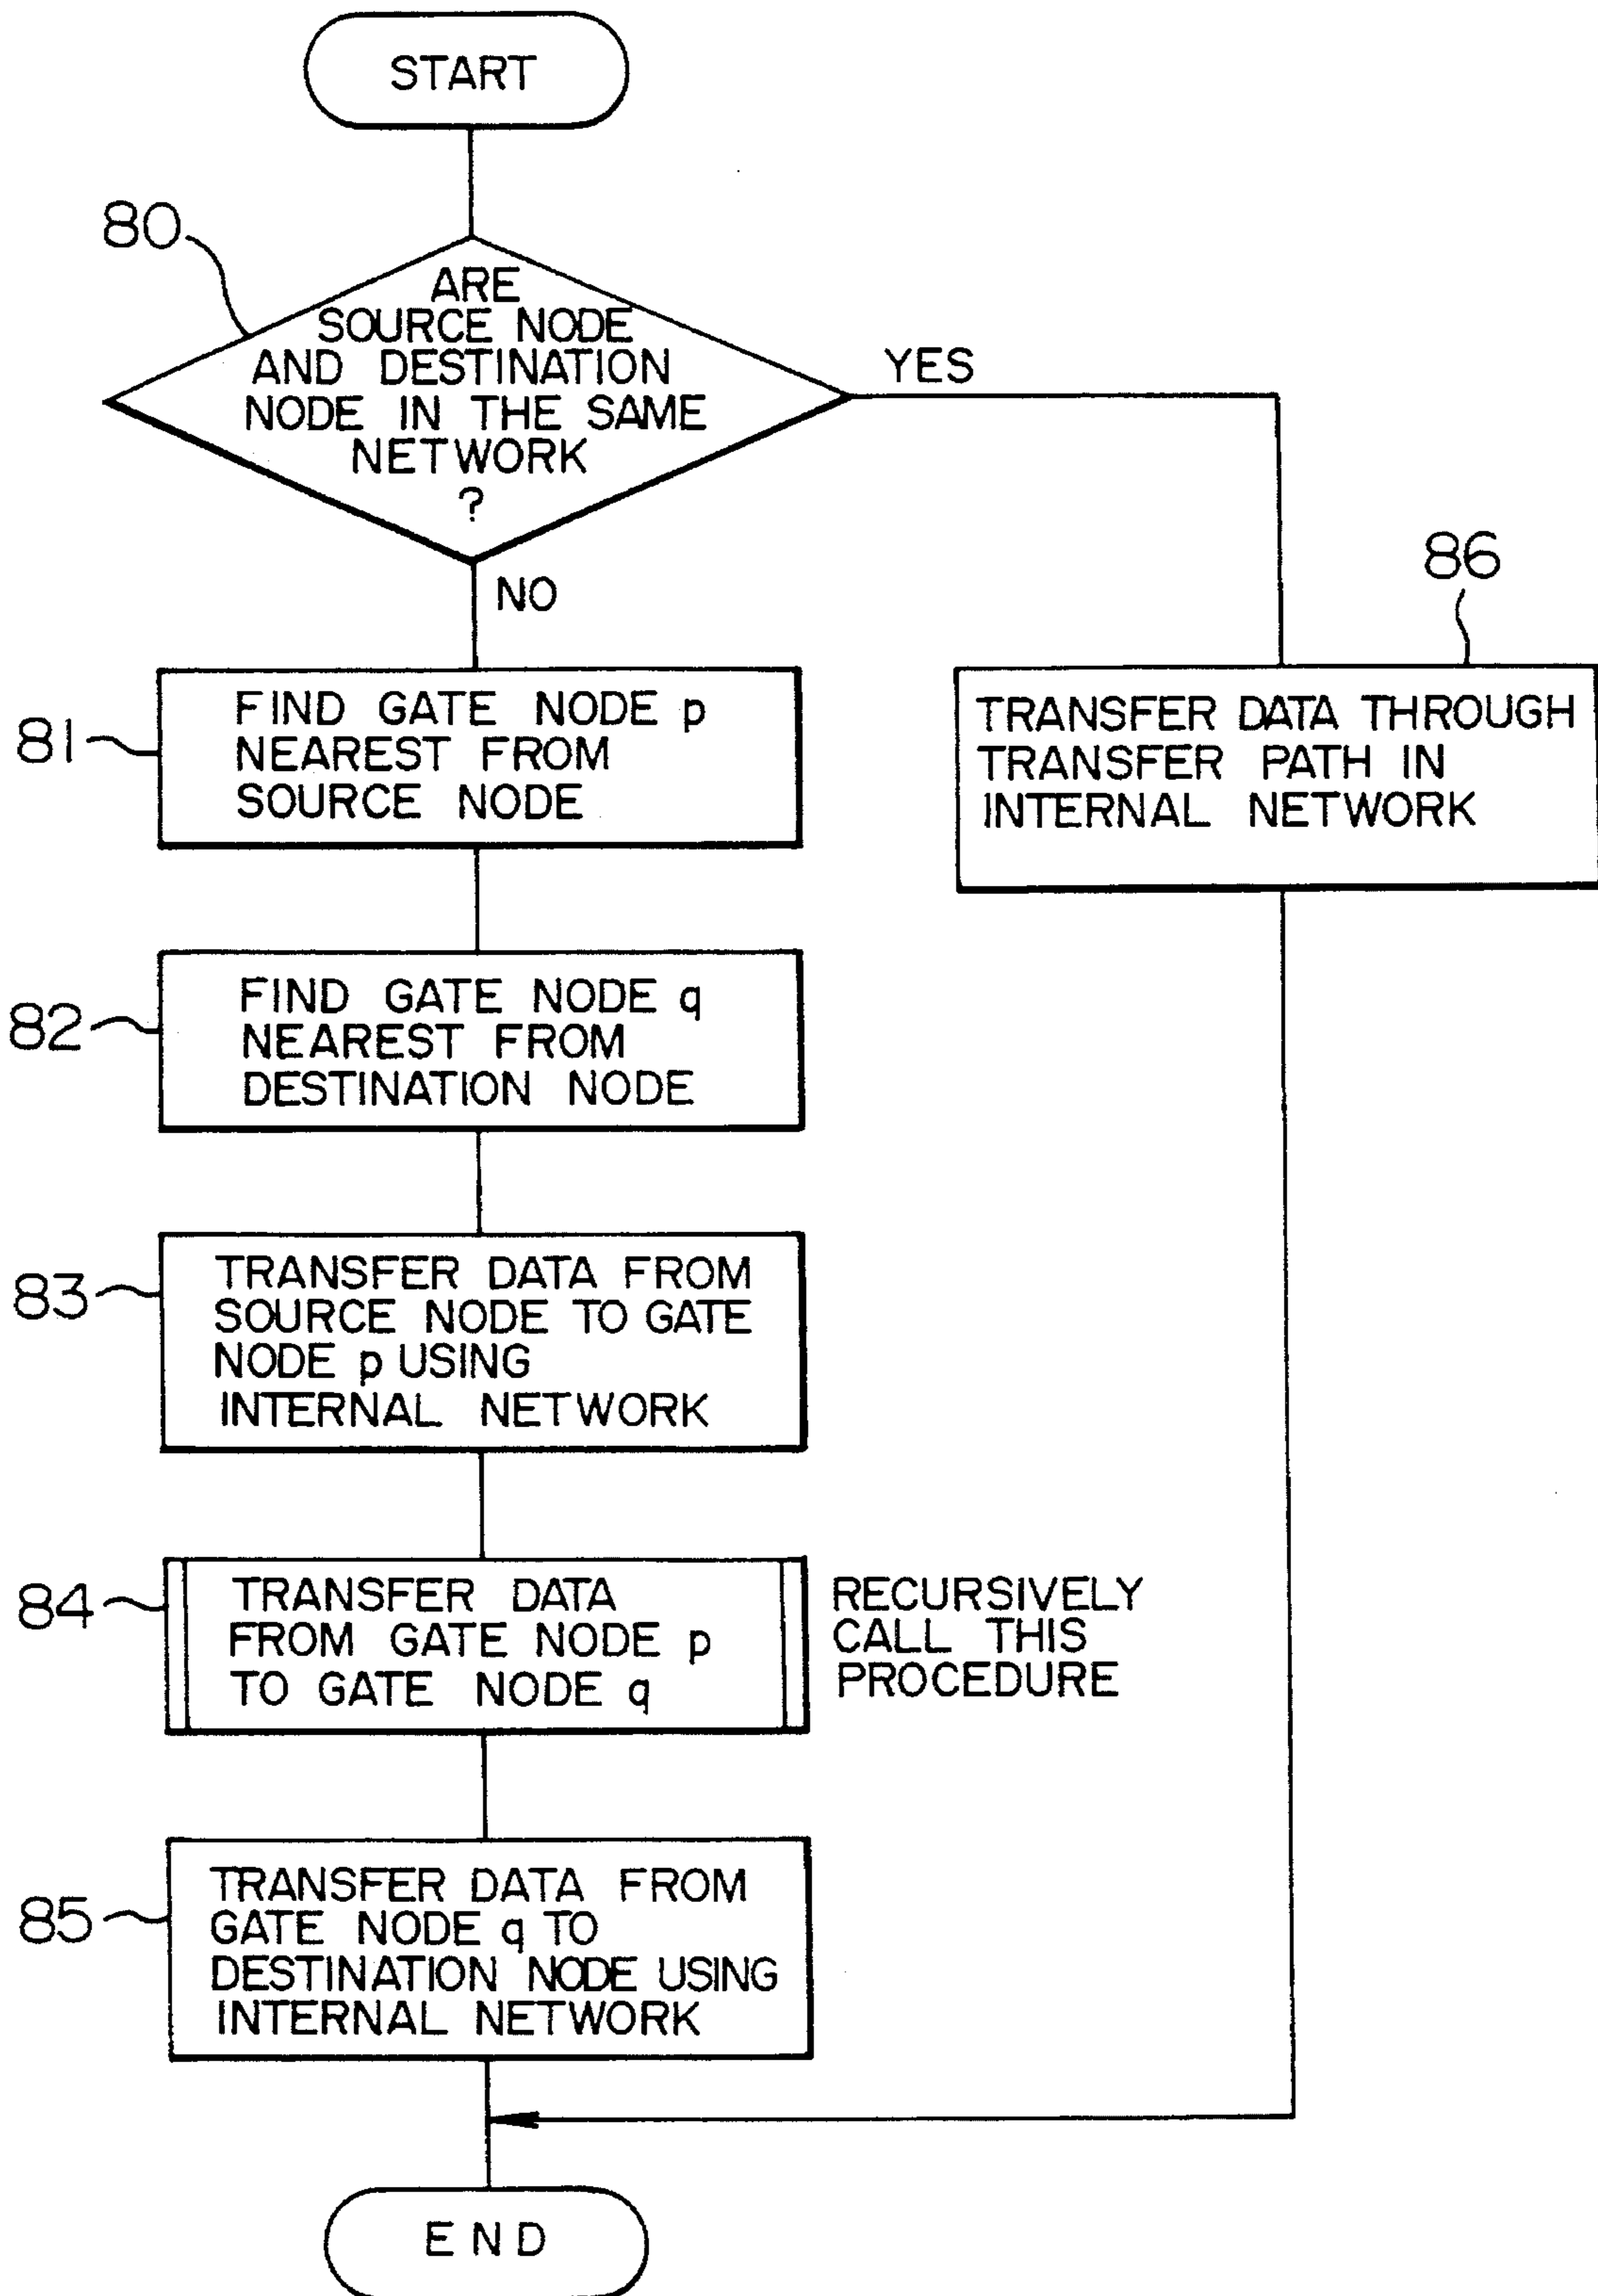 START
80
ARE
SOURCE NODE
AND DESTINATION
NODE IN THE SAME
NETWORK
?
YES
NO
86
TRANSFER DATA THROUGH
TRANSFER PATH IN
INTERNAL NETWORK
81
FIND GATE NODE p
NEAREST FROM
SOURCE NODE
82
FIND GATE NODE q
NEAREST FROM
DESTINATION NODE
83
TRANSFER DATA FROM
SOURCE NODE TO GATE
NODE p USING
INTERNAL NETWORK
84
TRANSFER DATA
FROM GATE NODE p
TO GATE NODE q
RECURSIVELY
CALL THIS
PROCEDURE
85
TRANSFER DATA FROM
GATE NODE q TO
DESTINATION NODE USING
INTERNAL NETWORK
END